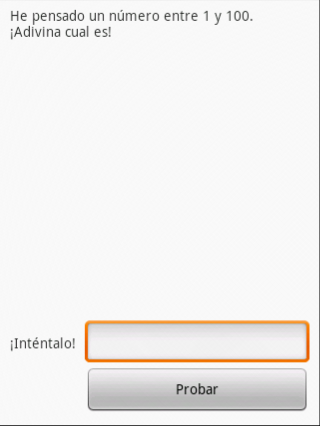 He pensado un número entre 1 y 100.
¡Adivina cual es!
¡Inténtalo!
Probar